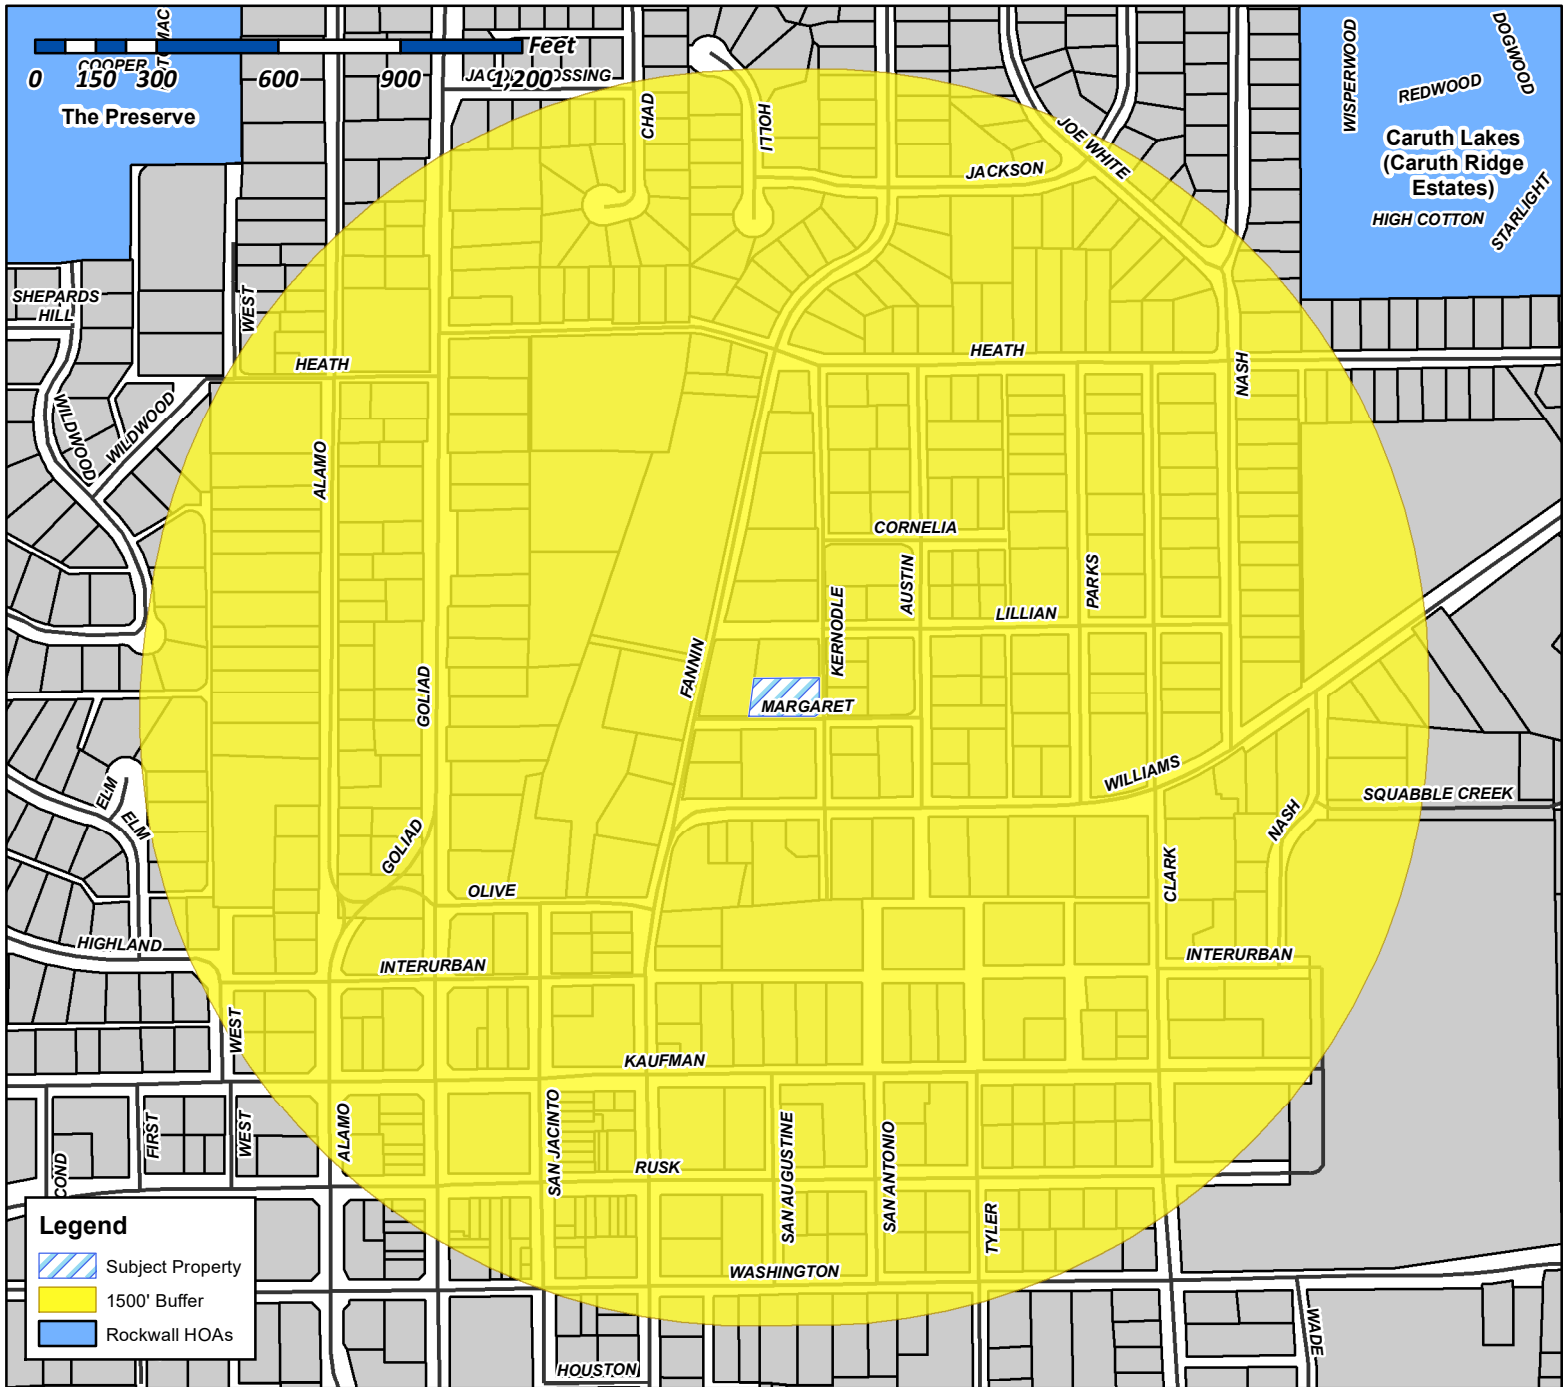 Feet
0 150 300 600 900 1,200
COOPER
The Preserve
CHAD
HOLLI
JOE WHITE
JACKSON
WISPERWOOD
REDWOOD
DOGWOOD
Caruth Lakes
(Caruth Ridge
Estates)
HIGH COTTON
STARLIGHT
SHEPARDS
HILL
WEST
HEATH
HEATH
NASH
WILDWOOD
WILDWOOD
ALAMO
CORNELIA
AUSTIN
PARKS
KERNODLE
LILLIAN
FANNIN
GOLIAD
MARGARET
WILLIAMS
SQUABBLE CREEK
ELM
ELM
GOLIAD
NASH
CLARK
OLIVE
HIGHLAND
INTERURBAN
INTERURBAN
WEST
KAUFMAN
FIRST
WEST
ALAMO
SAN JACINTO
SAN AUGUSTINE
SAN ANTONIO
RUSK
TYLER
WASHINGTON
WADE
HOUSTON
Legend
Subject Property
1500' Buffer
Rockwall HOAs